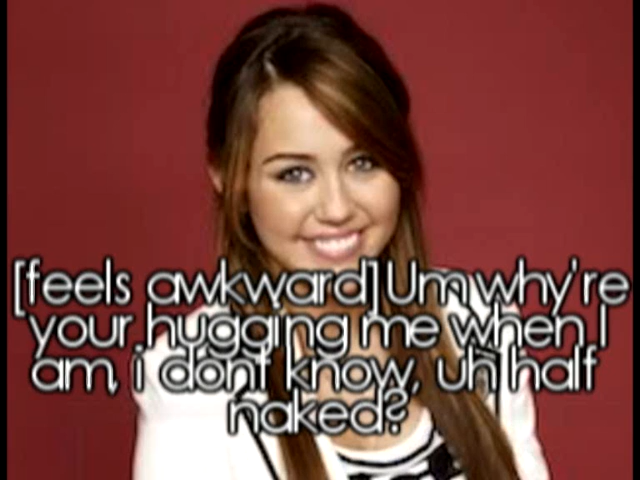 [feels awkward] Um why're
your hugging me when I
am, i dont know, uh half
naked?